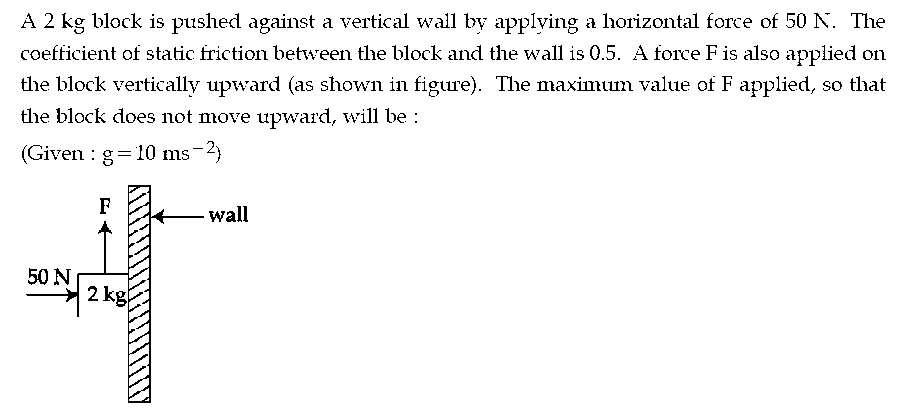 A 2 kg block is pushed against a vertical wall by applying a horizontal force of 50 N. The
coefficient of static friction between the block and the wall is 0.5. A force F is also applied on
the block vertically upward (as shown in figure). The maximum value of F applied, so that
the block does not move upward, will be :
(Given : g=10 ms⁻²)
F
wall
50 N
2 kg